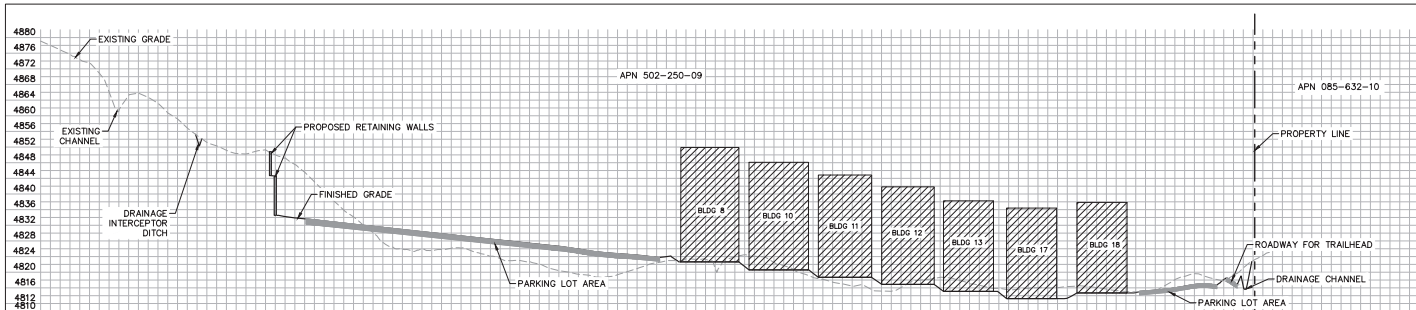 4880
4876
4872
4868
4864
4860
4856
4852
4848
4844
4840
4836
4832
4828
4824
4820
4816
4812
4810
EXISTING GRADE
EXISTING
CHANNEL
DRAINAGE
INTERCEPTOR
DITCH
PROPOSED RETAINING WALLS
FINISHED GRADE
PARKING LOT AREA
APN 502-250-09
BLDG 8
BLDG 10
BLDG 11
BLDG 12
BLDG 13
BLDG 17
BLDG 18
APN 085-632-10
PROPERTY LINE
ROADWAY FOR TRAILHEAD
DRAINAGE CHANNEL
PARKING LOT AREA